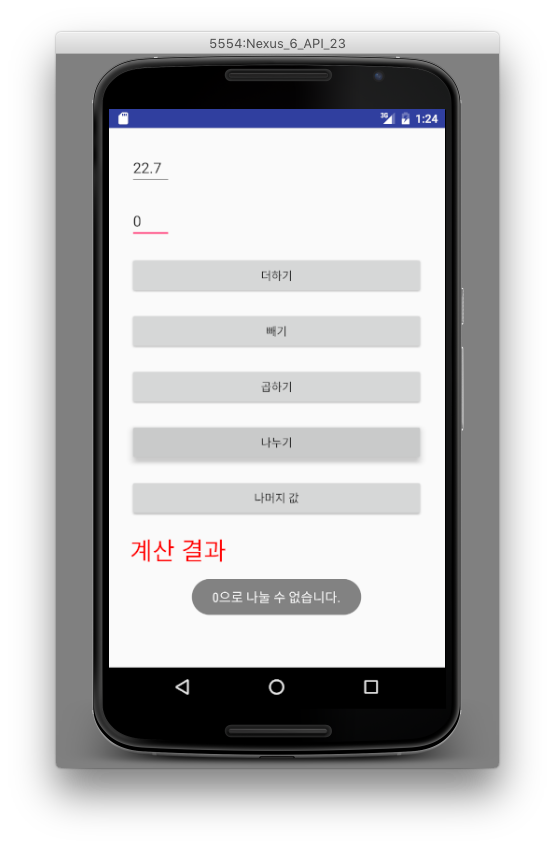 5554:Nexus_6_API_23
3G 1:24
22.7
0
더하기
빼기
곱하기
나누기
나머지 값
계산 결과
0으로 나눌 수 없습니다.